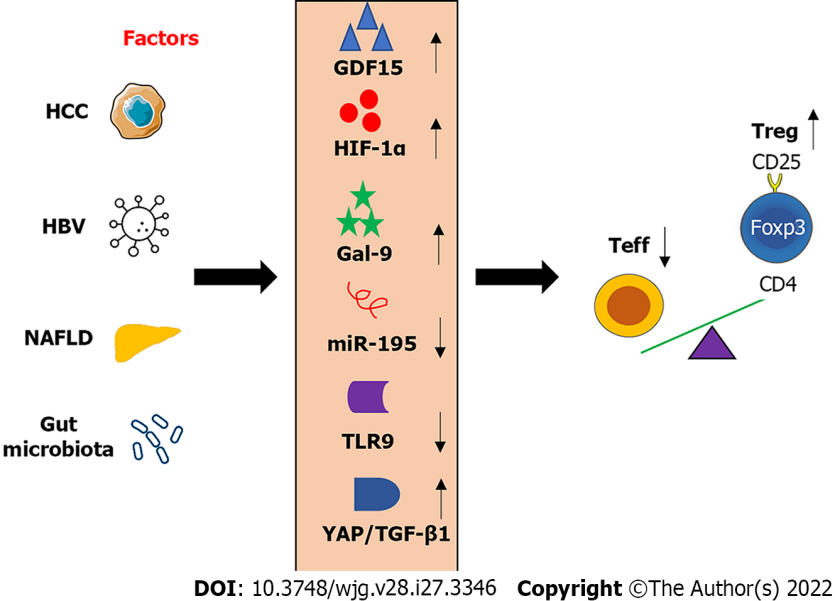 Factors
HCC
HBV
NAFLD
Gut
microbiota
GDF15
HIF-1α
Gal-9
miR-195
TLR9
YAP/TGF-β1
Teff
Treg
CD25
Foxp3
CD4
DOI: 10.3748/wjg.v28.i27.3346 Copyright ©The Author(s) 2022